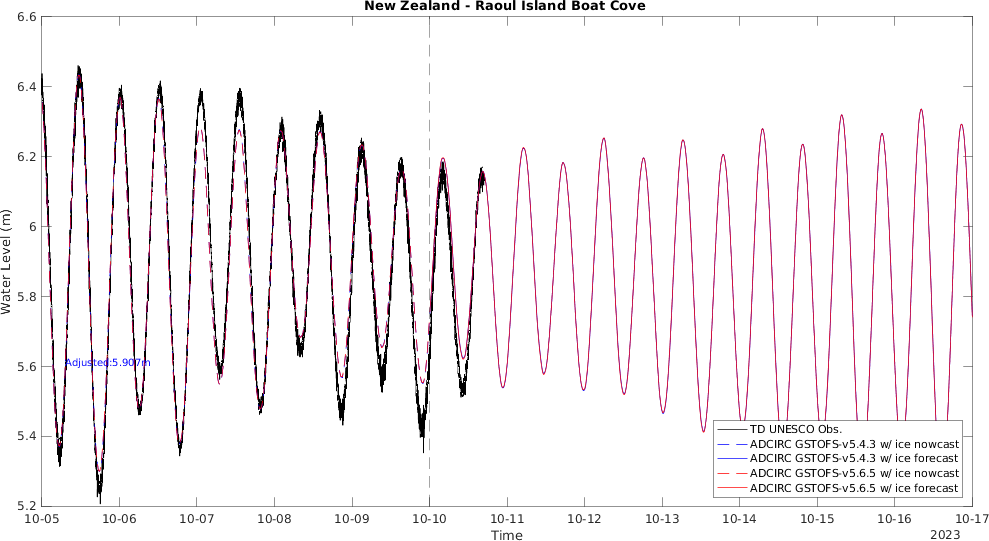 New Zealand - Raoul Island Boat Cove
6.6
6.4
6.2
6
5.8
5.6
5.4
5.2
Water Level (m)
Adjusted:5.907m
TD UNESCO Obs.
ADCIRC GSTOFS-v5.4.3 w/ ice nowcast
ADCIRC GSTOFS-v5.4.3 w/ ice forecast
ADCIRC GSTOFS-v5.6.5 w/ ice nowcast
ADCIRC GSTOFS-v5.6.5 w/ ice forecast
10-05 10-06 10-07 10-08 10-09 10-10 10-11 10-12 10-13 10-14 10-15 10-16 10-17
Time
2023